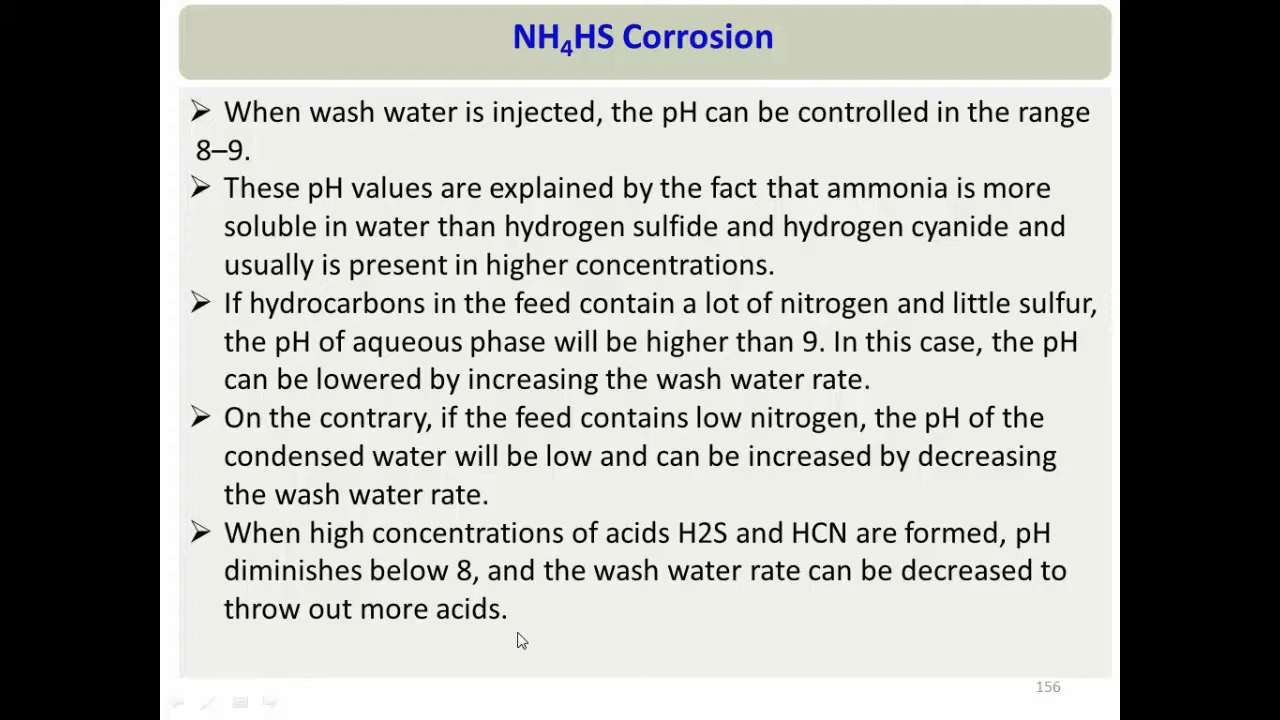 NH₄HS Corrosion
➢ When wash water is injected, the pH can be controlled in the range
8–9.
➢ These pH values are explained by the fact that ammonia is more
soluble in water than hydrogen sulfide and hydrogen cyanide and
usually is present in higher concentrations.
➢ If hydrocarbons in the feed contain a lot of nitrogen and little sulfur,
the pH of aqueous phase will be higher than 9. In this case, the pH
can be lowered by increasing the wash water rate.
➢ On the contrary, if the feed contains low nitrogen, the pH of the
condensed water will be low and can be increased by decreasing
the wash water rate.
➢ When high concentrations of acids H2S and HCN are formed, pH
diminishes below 8, and the wash water rate can be decreased to
throw out more acids.
156